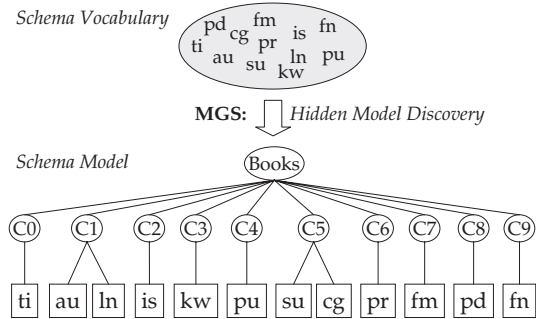 Schema Vocabulary
pd fm fn
ti cg pr is
au su ln pu
kw
MGS: Hidden Model Discovery
Schema Model
Books
C0 C1 C2 C3 C4 C5 C6 C7 C8 C9
ti au ln is kw pu su cg pr fm pd fn